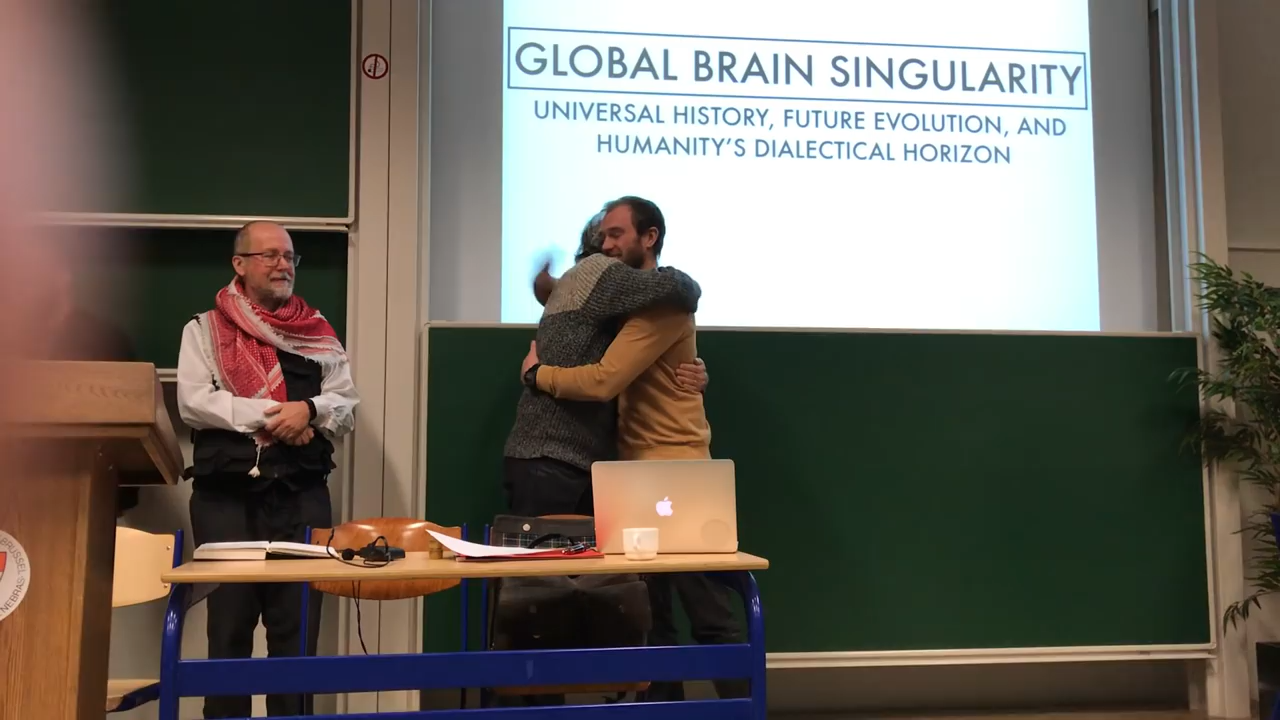 GLOBAL BRAIN SINGULARITY
UNIVERSAL HISTORY, FUTURE EVOLUTION, AND
HUMANITY'S DIALECTICAL HORIZON